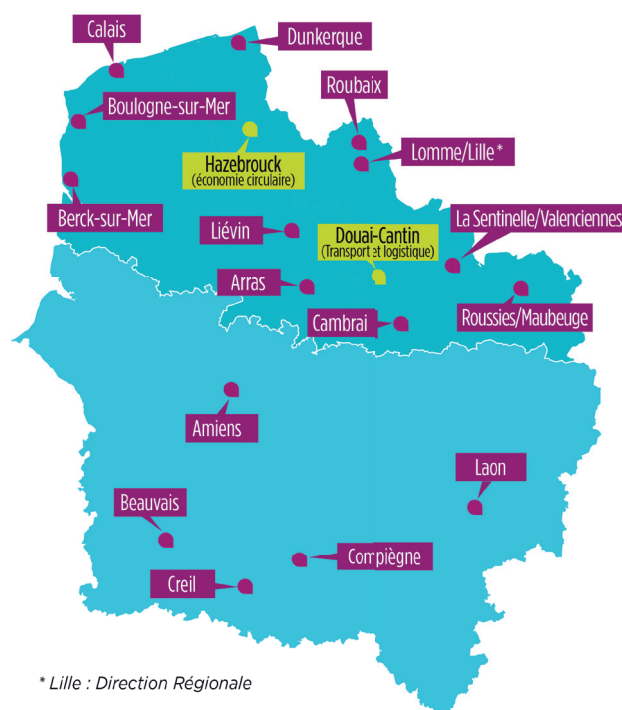 Calais
Dunkerque
Roubaix
Boulogne-sur-Mer
Hazebrouck
(économie circulaire)
Lomme/Lille *
Berck-sur-Mer
Liévin
Douai-Cantin
(Transport et logistique)
La Sentinelle/Valenciennes
Arras
Cambrai
Roussies/Maubeuge
Amiens
Laon
Beauvais
Compiègne
Creil
* Lille : Direction Régionale